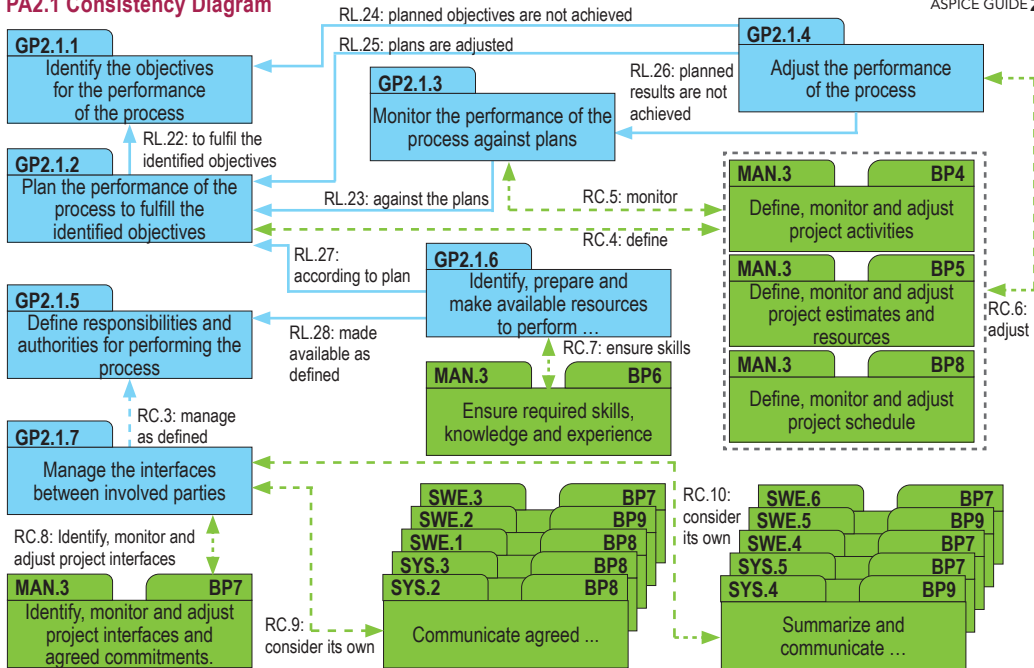 PA2.1 Consistency Diagram
ASPICE GUIDE
RL.24: planned objectives are not achieved
GP2.1.1
Identify the objectives
for the performance
of the process
RL.25: plans are adjusted
GP2.1.4
Adjust the performance
of the process
RL.26: planned
results are not
achieved
GP2.1.3
Monitor the performance of the
process against plans
RL.22: to fulfil the
identified objectives
GP2.1.2
Plan the performance of the
process to fulfill the
identified objectives
RL.23: against the plans
RC.5: monitor
RC.4: define
MAN.3
BP4
Define, monitor and adjust
project activities
MAN.3
BP5
Define, monitor and adjust
project estimates and
resources
MAN.3
BP8
Define, monitor and adjust
project schedule
RC.6:
adjust
RL.27:
according to plan
GP2.1.6
Identify, prepare and
make available resources
to perform ...
GP2.1.5
Define responsibilities and
authorities for performing the
process
RL.28: made
available as
defined
RC.7: ensure skills
MAN.3
BP6
Ensure required skills,
knowledge and experience
RC.3: manage
as defined
GP2.1.7
Manage the interfaces
between involved parties
RC.8: Identify, monitor and
adjust project interfaces
MAN.3
BP7
Identify, monitor and adjust
project interfaces and
agreed commitments.
RC.9:
consider its own
SWE.3
BP7
SWE.2
BP9
SWE.1
BP8
SYS.3
BP8
SYS.2
BP8
Communicate agreed ...
RC.10:
consider
its own
SWE.6
BP7
SWE.5
BP9
SWE.4
BP7
SYS.5
BP7
SYS.4
BP9
Summarize and
communicate ...